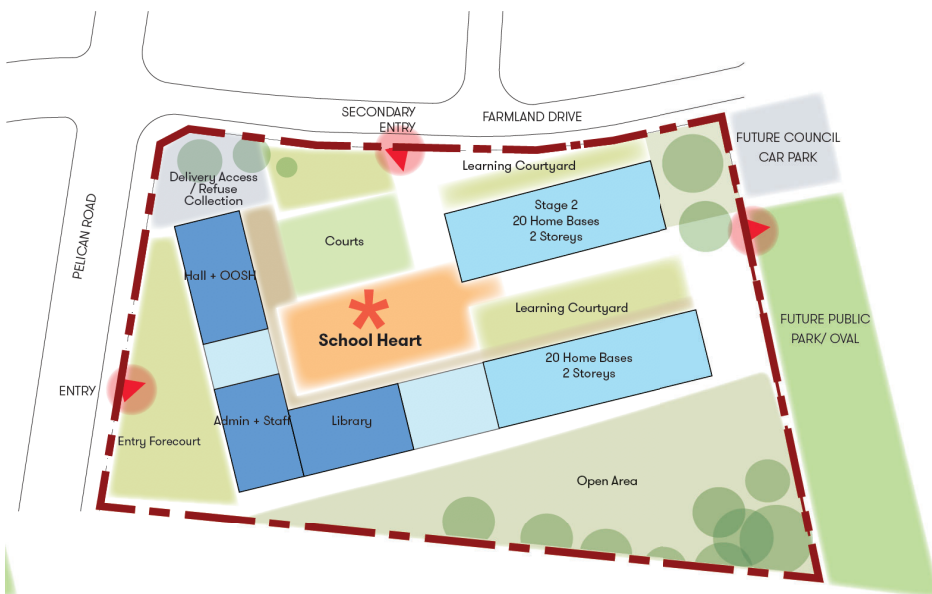 SECONDARY
ENTRY
FARMLAND DRIVE
FUTURE COUNCIL
CAR PARK
Learning Courtyard
Delivery Access
/ Refuse
Collection
Stage 2
20 Home Bases
2 Storeys
PELICAN ROAD
Courts
Hall + OOSH
Learning Courtyard
School Heart
FUTURE PUBLIC
PARK/ OVAL
20 Home Bases
2 Storeys
ENTRY
Admin + Staff
Library
Entry Forecourt
Open Area